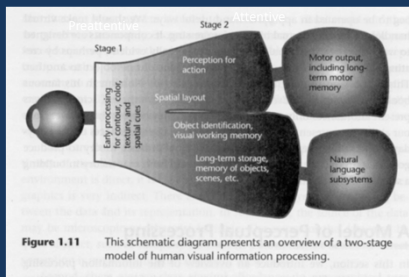 Preattentive
Attentive
Stage 1
Stage 2
Early processing
for contour, color,
texture, and
spatial cues
Perception for
action
Spatial layout
Object identification,
visual working memory
Long-term storage,
memory of objects,
scenes, etc.
Motor output,
including long-
term motor
memory
Natural
language
subsystems
A Model of Perceptual Processing
Figure 1.11 This schematic diagram presents an overview of a two-stage
model of human visual information processing.